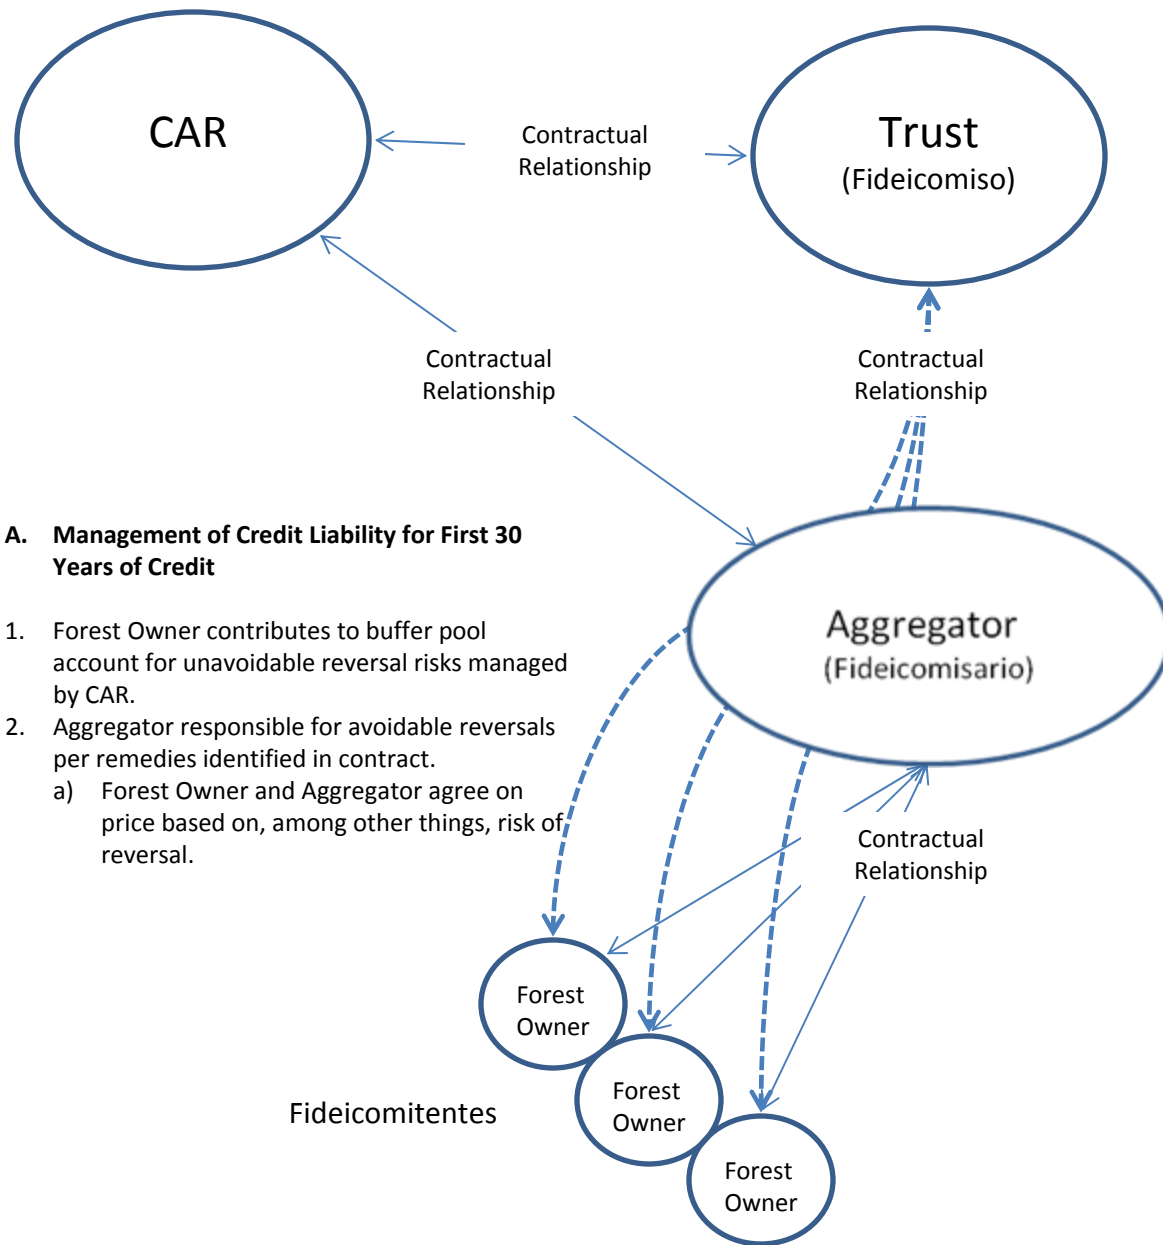 CAR
Contractual
Relationship
Trust
(Fideicomiso)
Contractual
Relationship
Contractual
Relationship
A. Management of Credit Liability for First 30
Years of Credit
1. Forest Owner contributes to buffer pool
account for unavoidable reversal risks managed
by CAR.
2. Aggregator responsible for avoidable reversals
per remedies identified in contract.
a) Forest Owner and Aggregator agree on
price based on, among other things, risk of
reversal.
Aggregator
(Fideicomisario)
Contractual
Relationship
Forest
Owner
Forest
Owner
Fideicomitentes
Forest
Owner